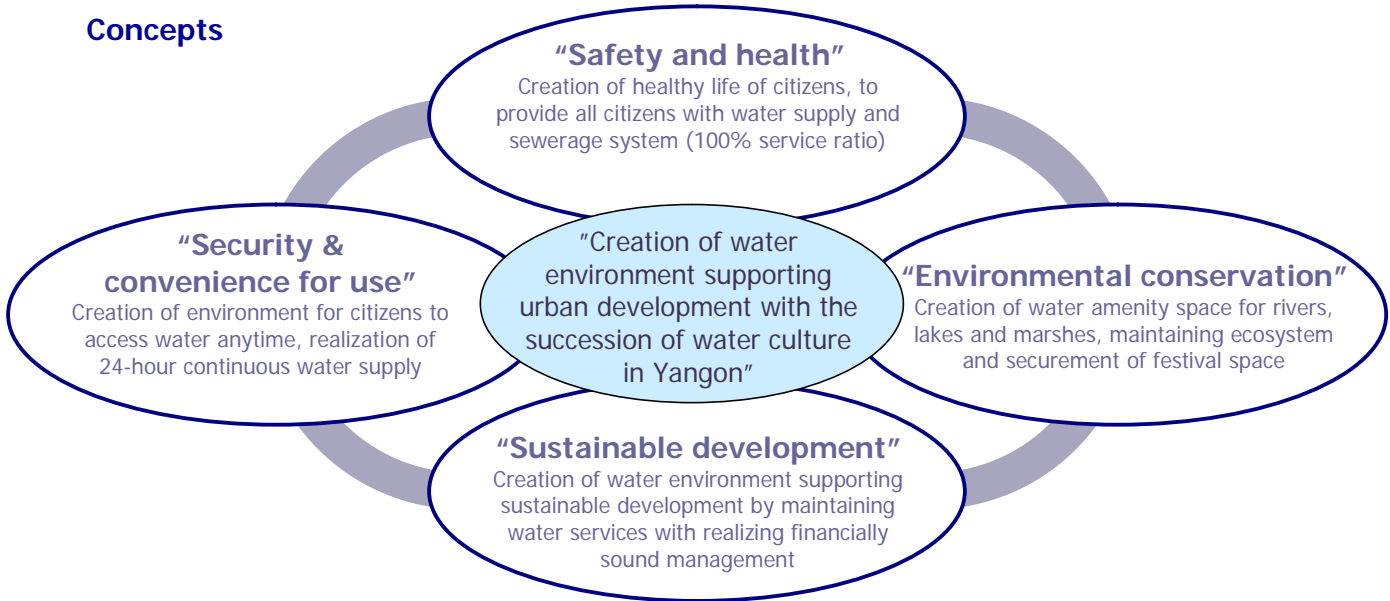 Concepts
“Safety and health”
Creation of healthy life of citizens, to
provide all citizens with water supply and
sewerage system (100% service ratio)
“Security &
convenience for use”
Creation of environment for citizens to
access water anytime, realization of
24-hour continuous water supply
”Creation of water
environment supporting
urban development with the
succession of water culture
in Yangon”
“Environmental conservation”
Creation of water amenity space for rivers,
lakes and marshes, maintaining ecosystem
and securement of festival space
“Sustainable development”
Creation of water environment supporting
sustainable development by maintaining
water services with realizing financially
sound management